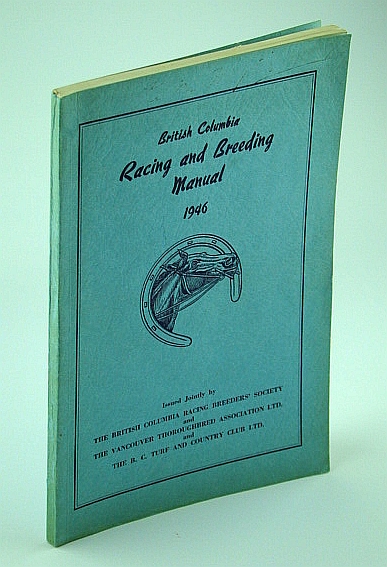 British Columbia
Racing and Breeding
Manual
1946
Issued Jointly by
THE BRITISH COLUMBIA RACING BREEDERS' SOCIETY
and
THE VANCOUVER THOROUGHBRED ASSOCIATION LTD.
and
THE B. C. TURF AND COUNTRY CLUB LTD.